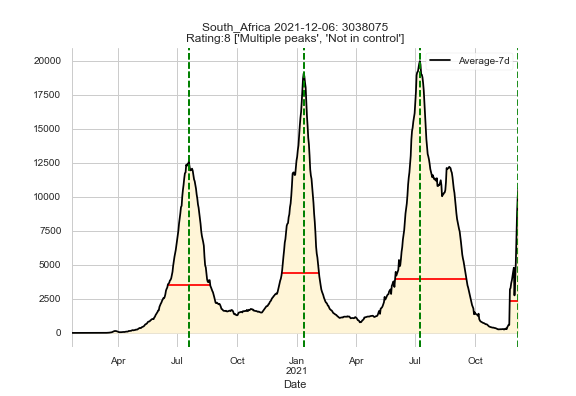 South_Africa 2021-12-06: 3038075
Rating:8 ['Multiple peaks', 'Not in control']
Average-7d
20000
17500
15000
12500
10000
7500
5000
2500
0
Apr Jul Oct Jan Apr Jul Oct
2021
Date